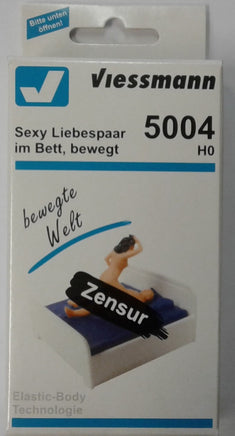 Bitte unten
öffnen!
Viessmann
Sexy Liebespaar
im Bett, bewegt
5004
H0
bewegte
Welt
Zensur
Elastic-Body
Technologie